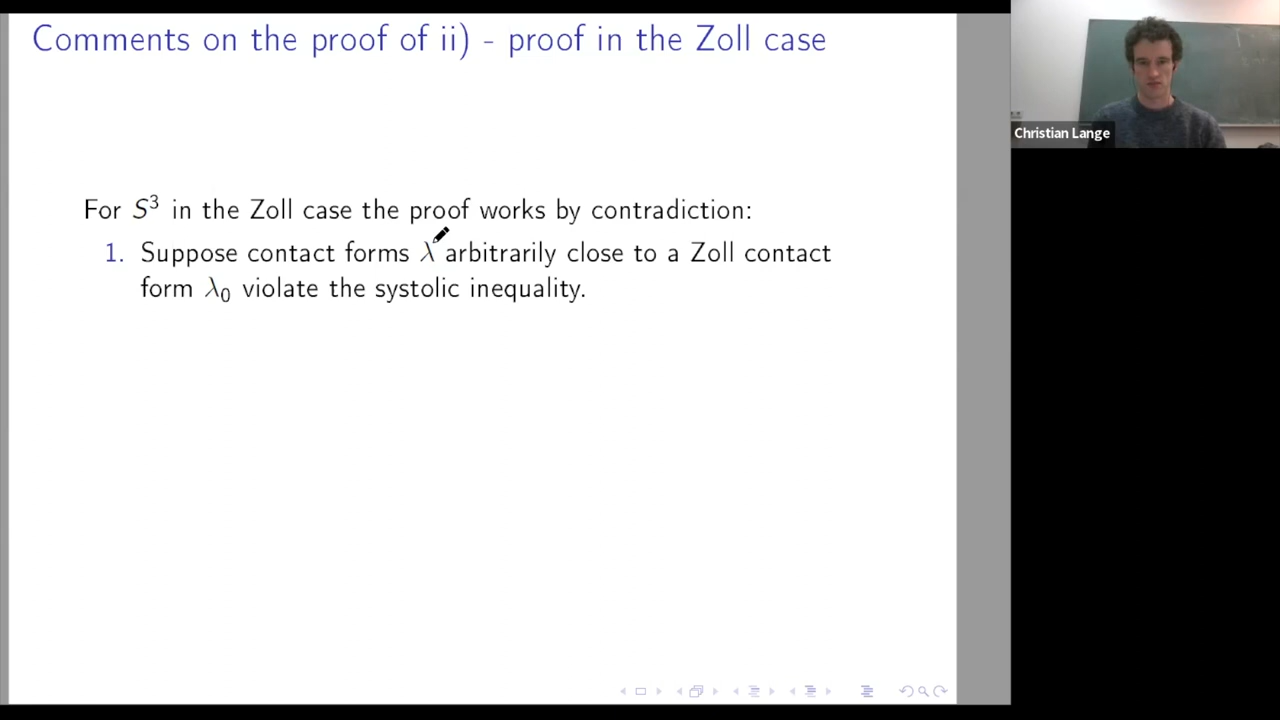 Comments on the proof of ii) - proof in the Zoll case
Christian Lange
For S³ in the Zoll case the proof works by contradiction:
1. Suppose contact forms λ arbitrarily close to a Zoll contact
form λ₀ violate the systolic inequality.